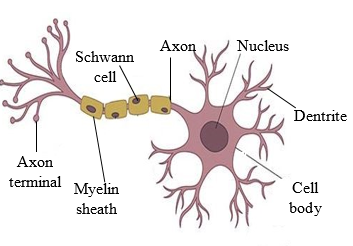 Schwann
cell
Axon
Nucleus
Dentrite
Axon
terminal
Myelin
sheath
Cell
body